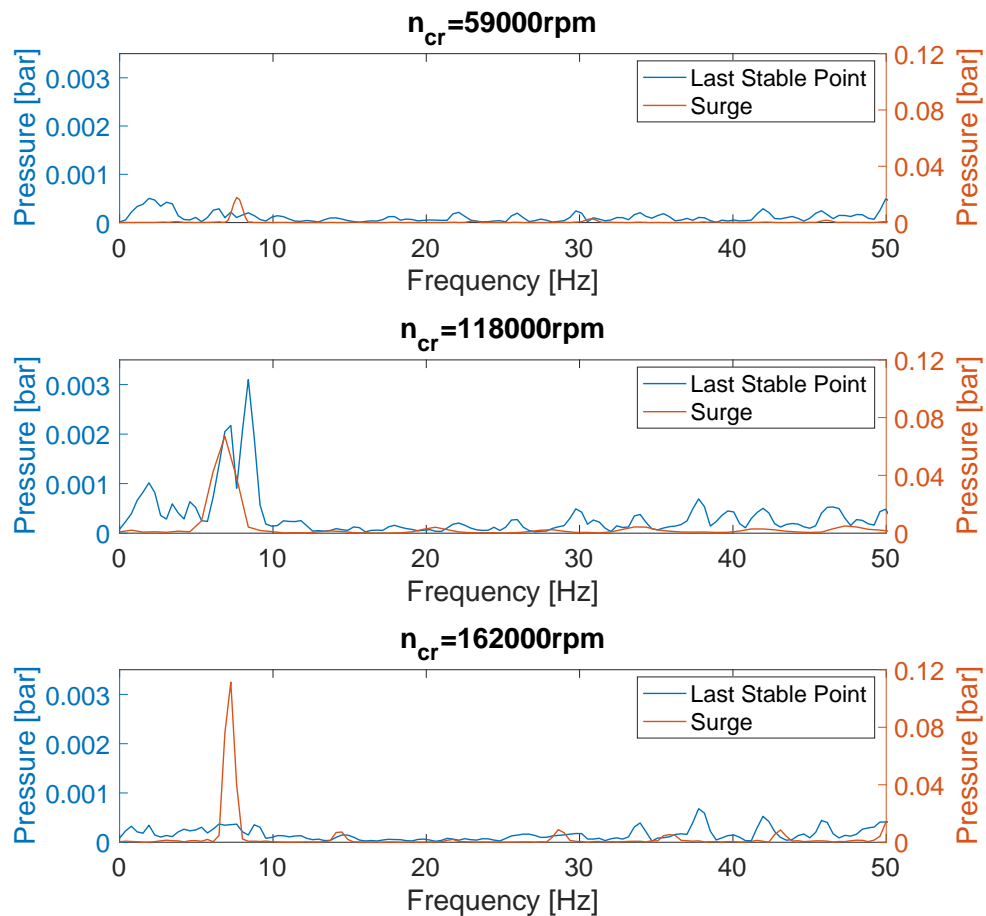 n_cr=59000rpm
Pressure [bar]
0.003
0.002
0.001
0
0.12
0.08
0.04
0
Pressure [bar]
Last Stable Point
Surge
0 10 20 30 40 50
Frequency [Hz]
n_cr=118000rpm
Pressure [bar]
0.003
0.002
0.001
0
0.12
0.08
0.04
0
Pressure [bar]
Last Stable Point
Surge
0 10 20 30 40 50
Frequency [Hz]
n_cr=162000rpm
Pressure [bar]
0.003
0.002
0.001
0
0.12
0.08
0.04
0
Pressure [bar]
Last Stable Point
Surge
0 10 20 30 40 50
Frequency [Hz]